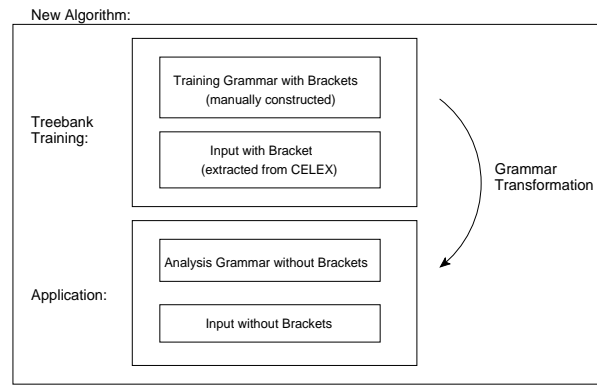 New Algorithm:
Training Grammar with Brackets
(manually constructed)
Treebank
Training:
Input with Bracket
(extracted from CELEX)
Grammar
Transformation
Analysis Grammar without Brackets
Application:
Input without Brackets